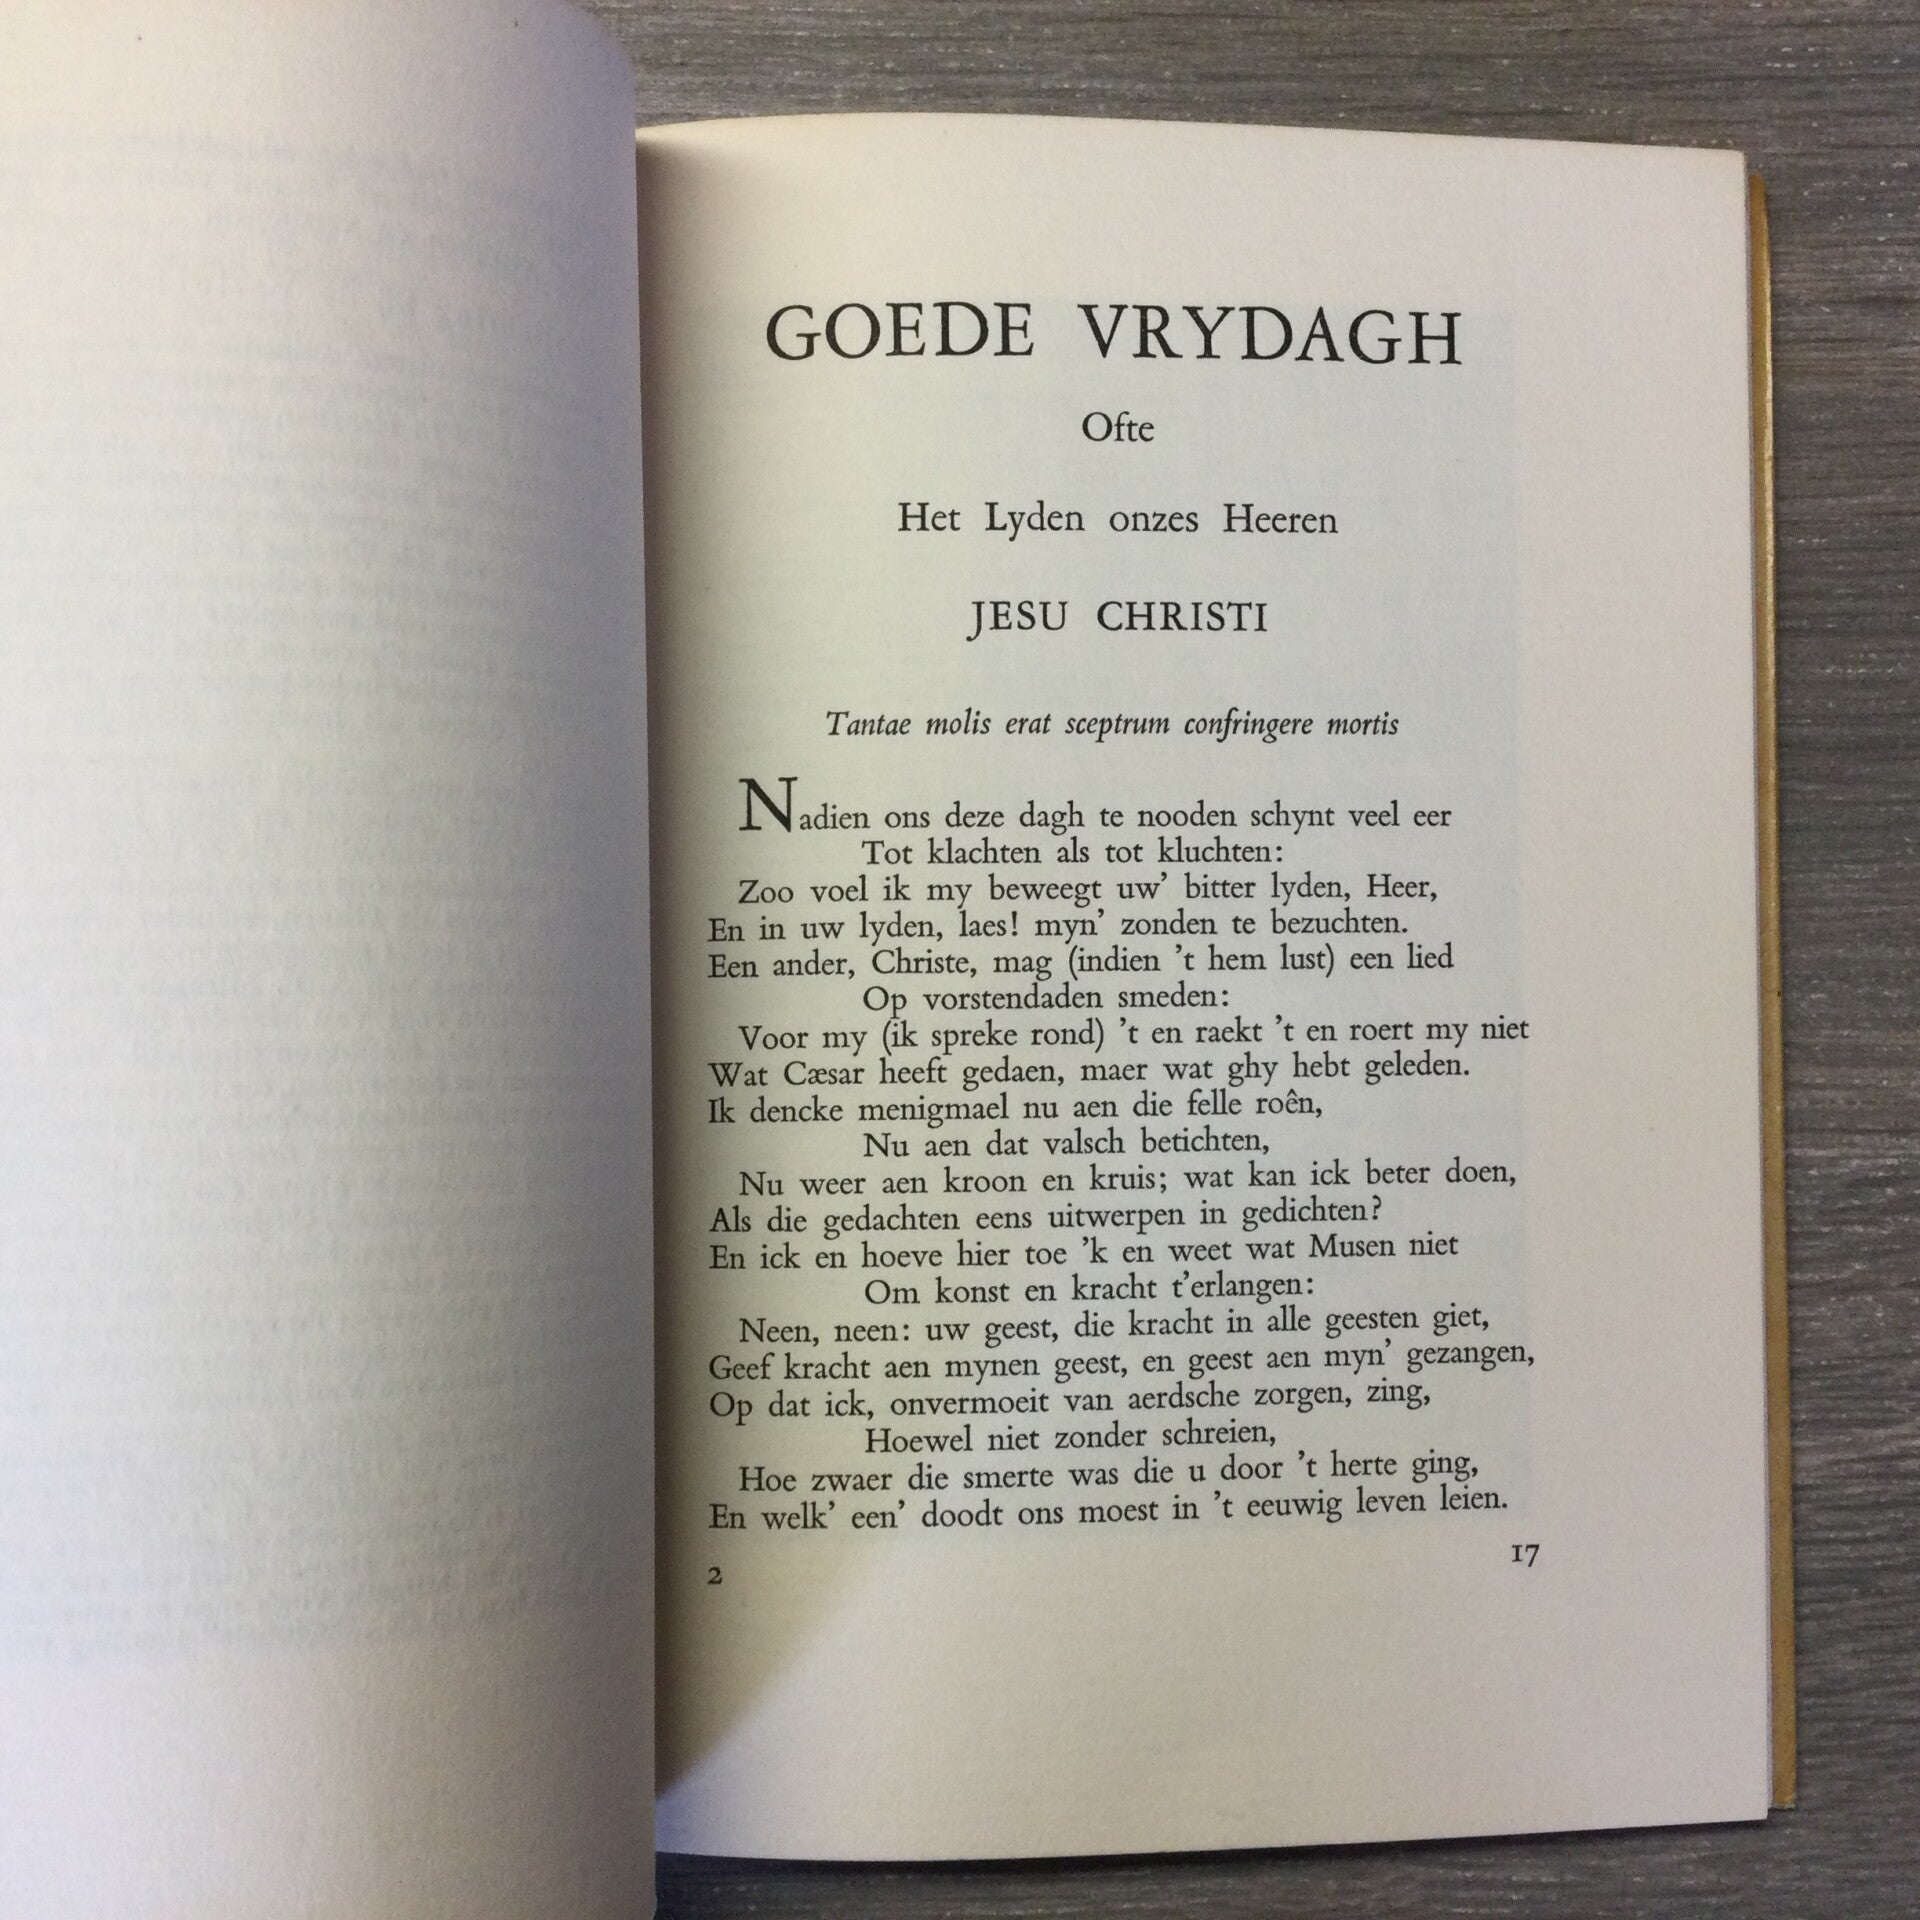 GOEDE VRYDAGH
Ofte
Het Lyden onzes Heeren
JESU CHRISTI
Tantae molis erat sceptrum confringere mortis
Nadien ons deze dagh te nooden schynt veel eer
Tot klachten als tot kluchten:
Zoo voel ik my beweegt uw’ bitter lyden, Heer,
En in uw lyden, laes! myn’ zonden te bezuchten.
Een ander, Christe, mag (indien ’t hem lust) een lied
Op vorstendaden smeden:
Voor my (ik spreke rond) ’t en raekt ’t en roert my niet
Wat Cæsar heeft gedaen, maer wat ghy hebt geleden.
Ik dencke menigmael nu aen die felle roên,
Nu aen dat valsch betichten,
Nu weer aen kroon en kruis; wat kan ick beter doen,
Als die gedachten eens uitwerpen in gedichten?
En ick en hoeve hier toe ’k en weet wat Musen niet
Om konst en kracht t’erlangen:
Neen, neen: uw geest, die kracht in alle geesten giet,
Geef kracht aen mynen geest, en geest aen myn’ gezangen,
Op dat ick, onvermoeit van aerdsche zorgen, zing,
Hoewel niet zonder schreien,
Hoe zwaer die smerte was die u door ’t herte ging,
En welk’ een’ doodt ons moest in ’t eeuwig leven leien.
2 17